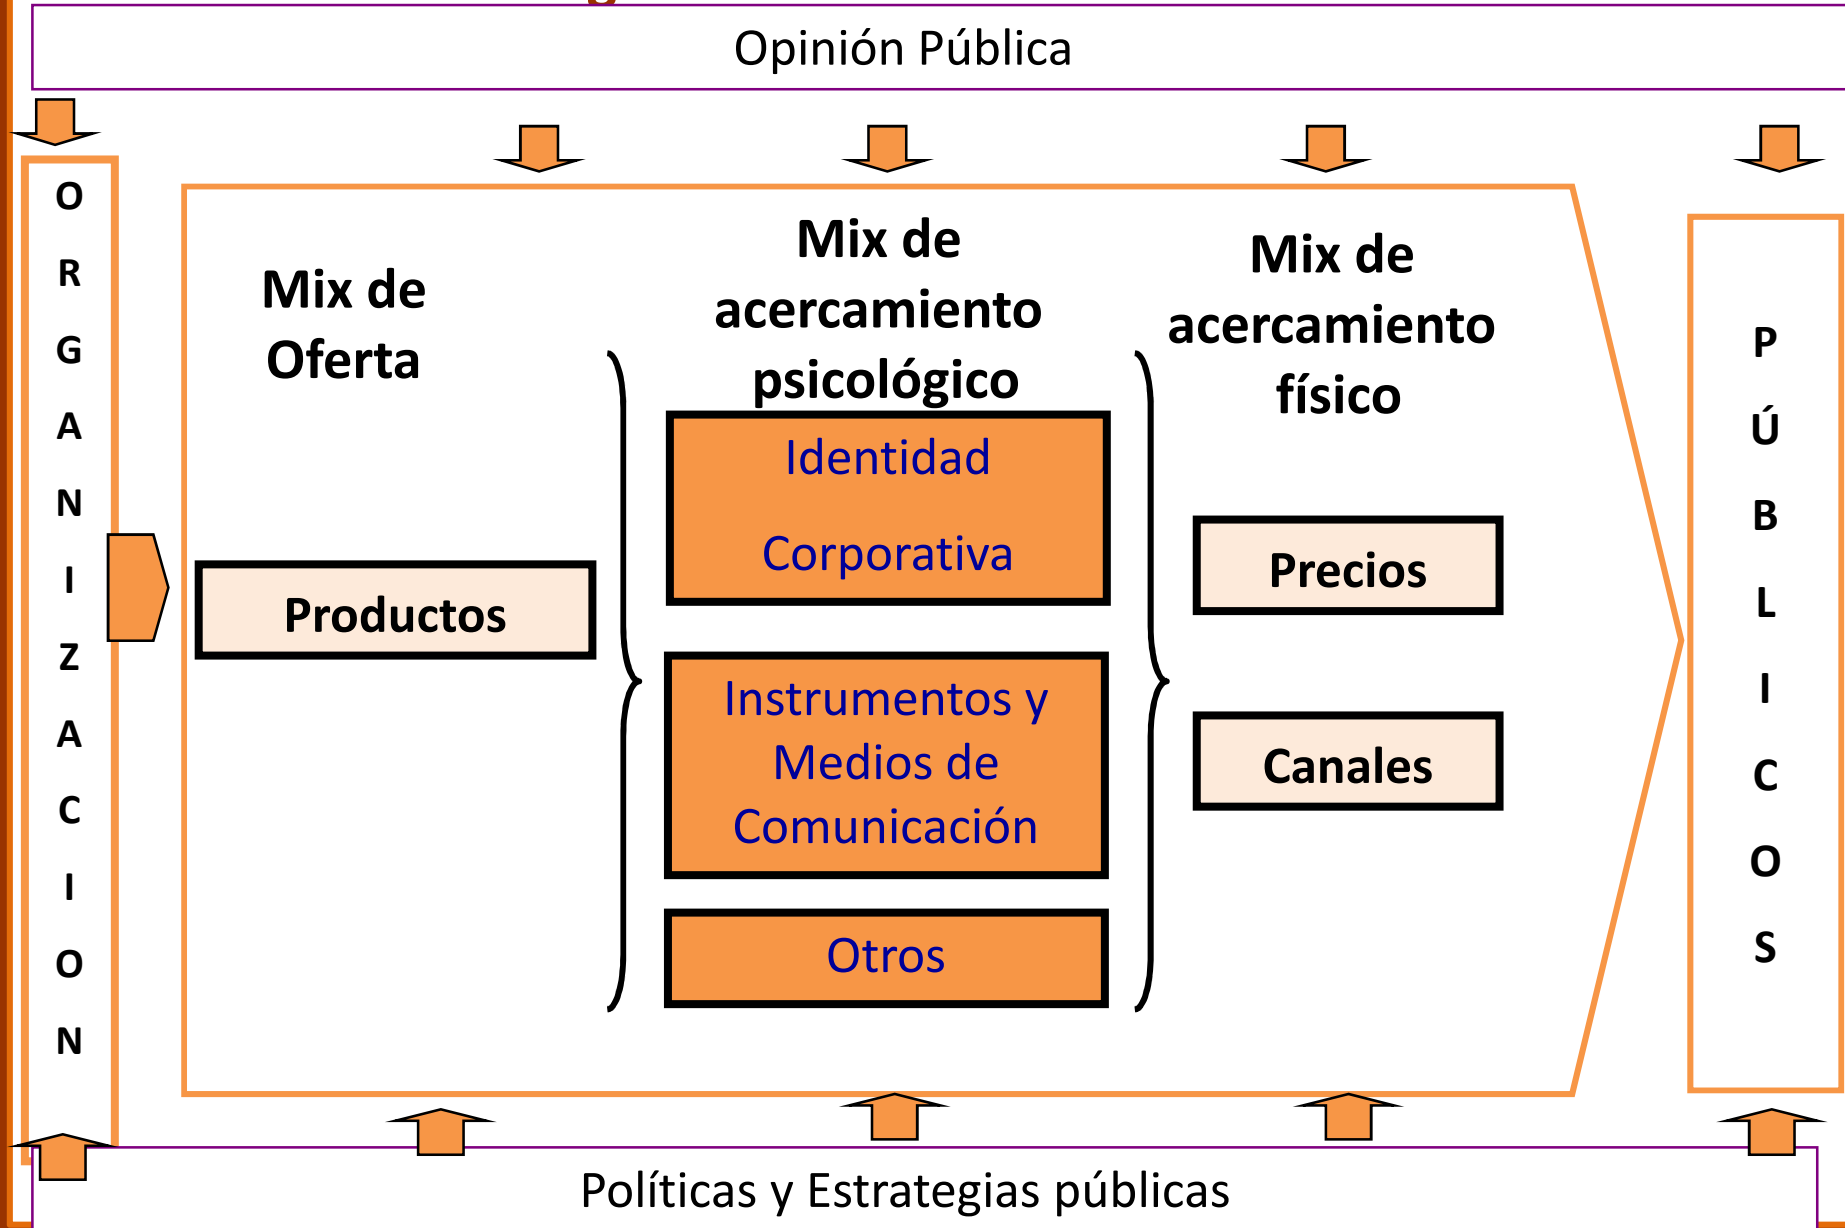 Opinión Pública
O
R
G
A
N
I
Z
A
C
I
O
N
Mix de
Oferta
Productos
Mix de
acercamiento
psicológico
Identidad
Corporativa
Instrumentos y
Medios de
Comunicación
Otros
Mix de
acercamiento
físico
Precios
Canales
P
Ú
B
L
I
C
O
S
Políticas y Estrategias públicas